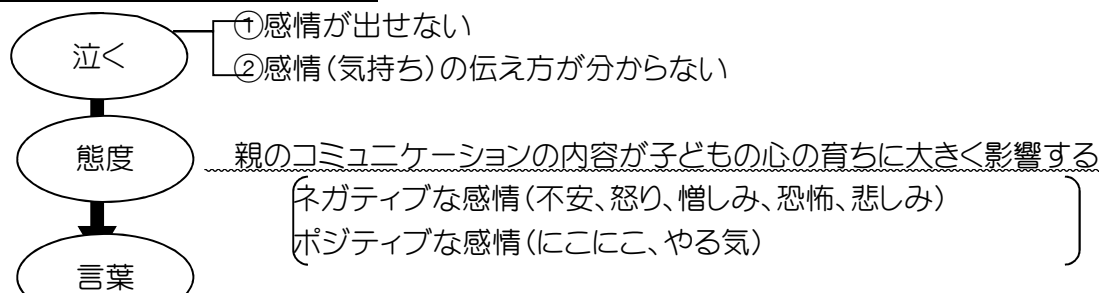 泣く
①感情が出せない
②感情(気持ち)の伝え方が分からない
態度
親のコミュニケーションの内容が子どもの心の育ちに大きく影響する
ネガティブな感情(不安、怒り、憎しみ、恐怖、悲しみ)
ポジティブな感情(にこにこ、やる気)
言葉